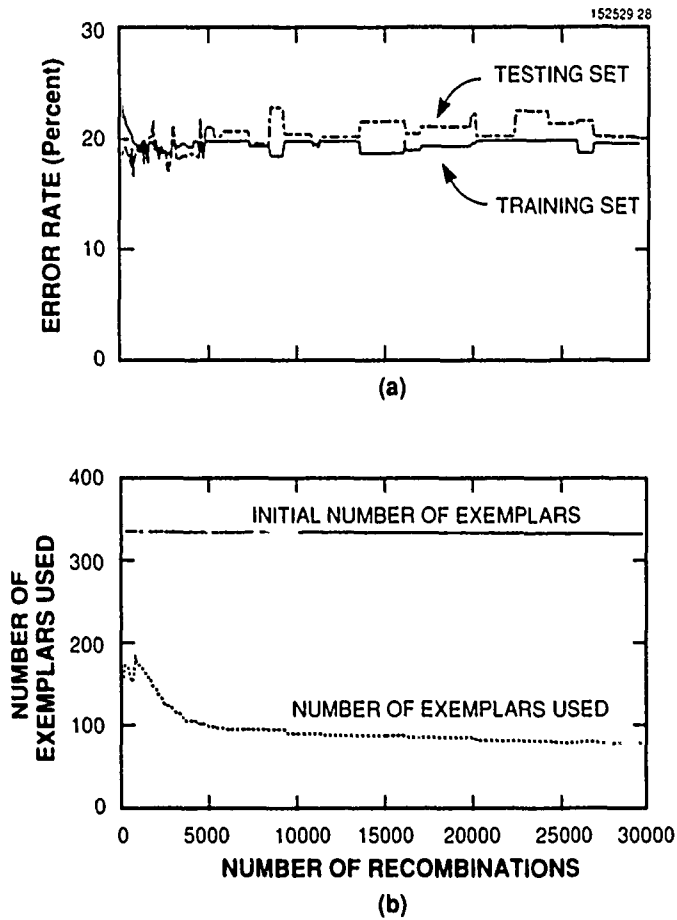 152529 28
30
20
10
0
ERROR RATE (Percent)
TESTING SET
TRAINING SET
(a)
400
300
200
100
0
NUMBER OF
EXEMPLARS USED
INITIAL NUMBER OF EXEMPLARS
NUMBER OF EXEMPLARS USED
0 5000 10000 15000 20000 25000 30000
NUMBER OF RECOMBINATIONS
(b)